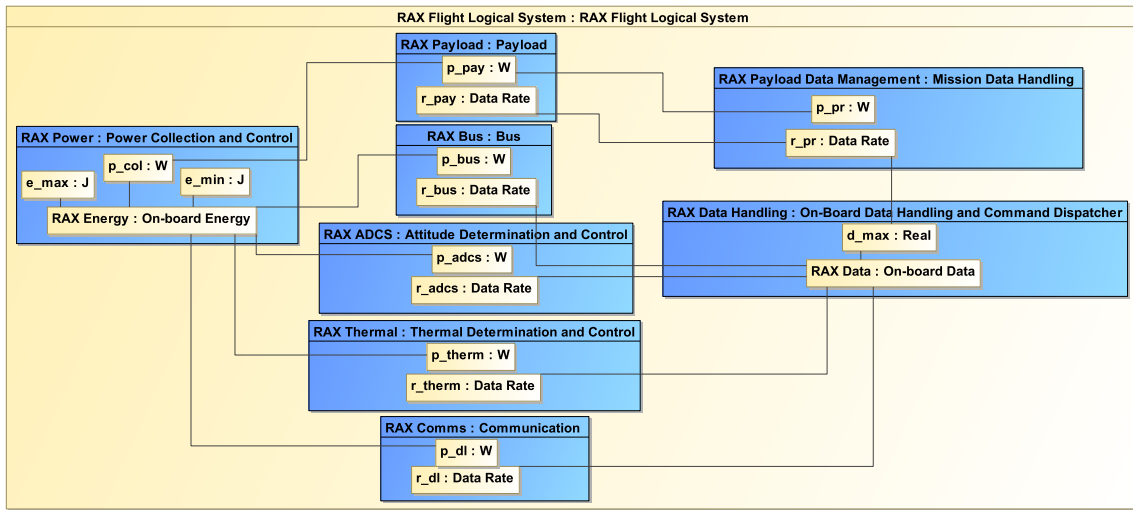 RAX Flight Logical System : RAX Flight Logical System
RAX Payload : Payload
p_pay : W
r_pay : Data Rate
RAX Payload Data Management : Mission Data Handling
p_pr : W
r_pr : Data Rate
RAX Power : Power Collection and Control
p_col : W
e_max : J
e_min : J
RAX Energy : On-board Energy
RAX Bus : Bus
p_bus : W
r_bus : Data Rate
RAX Data Handling : On-Board Data Handling and Command Dispatcher
d_max : Real
RAX Data : On-board Data
RAX ADCS : Attitude Determination and Control
p_adcs : W
r_adcs : Data Rate
RAX Thermal : Thermal Determination and Control
p_therm : W
r_therm : Data Rate
RAX Comms : Communication
p_dl : W
r_dl : Data Rate